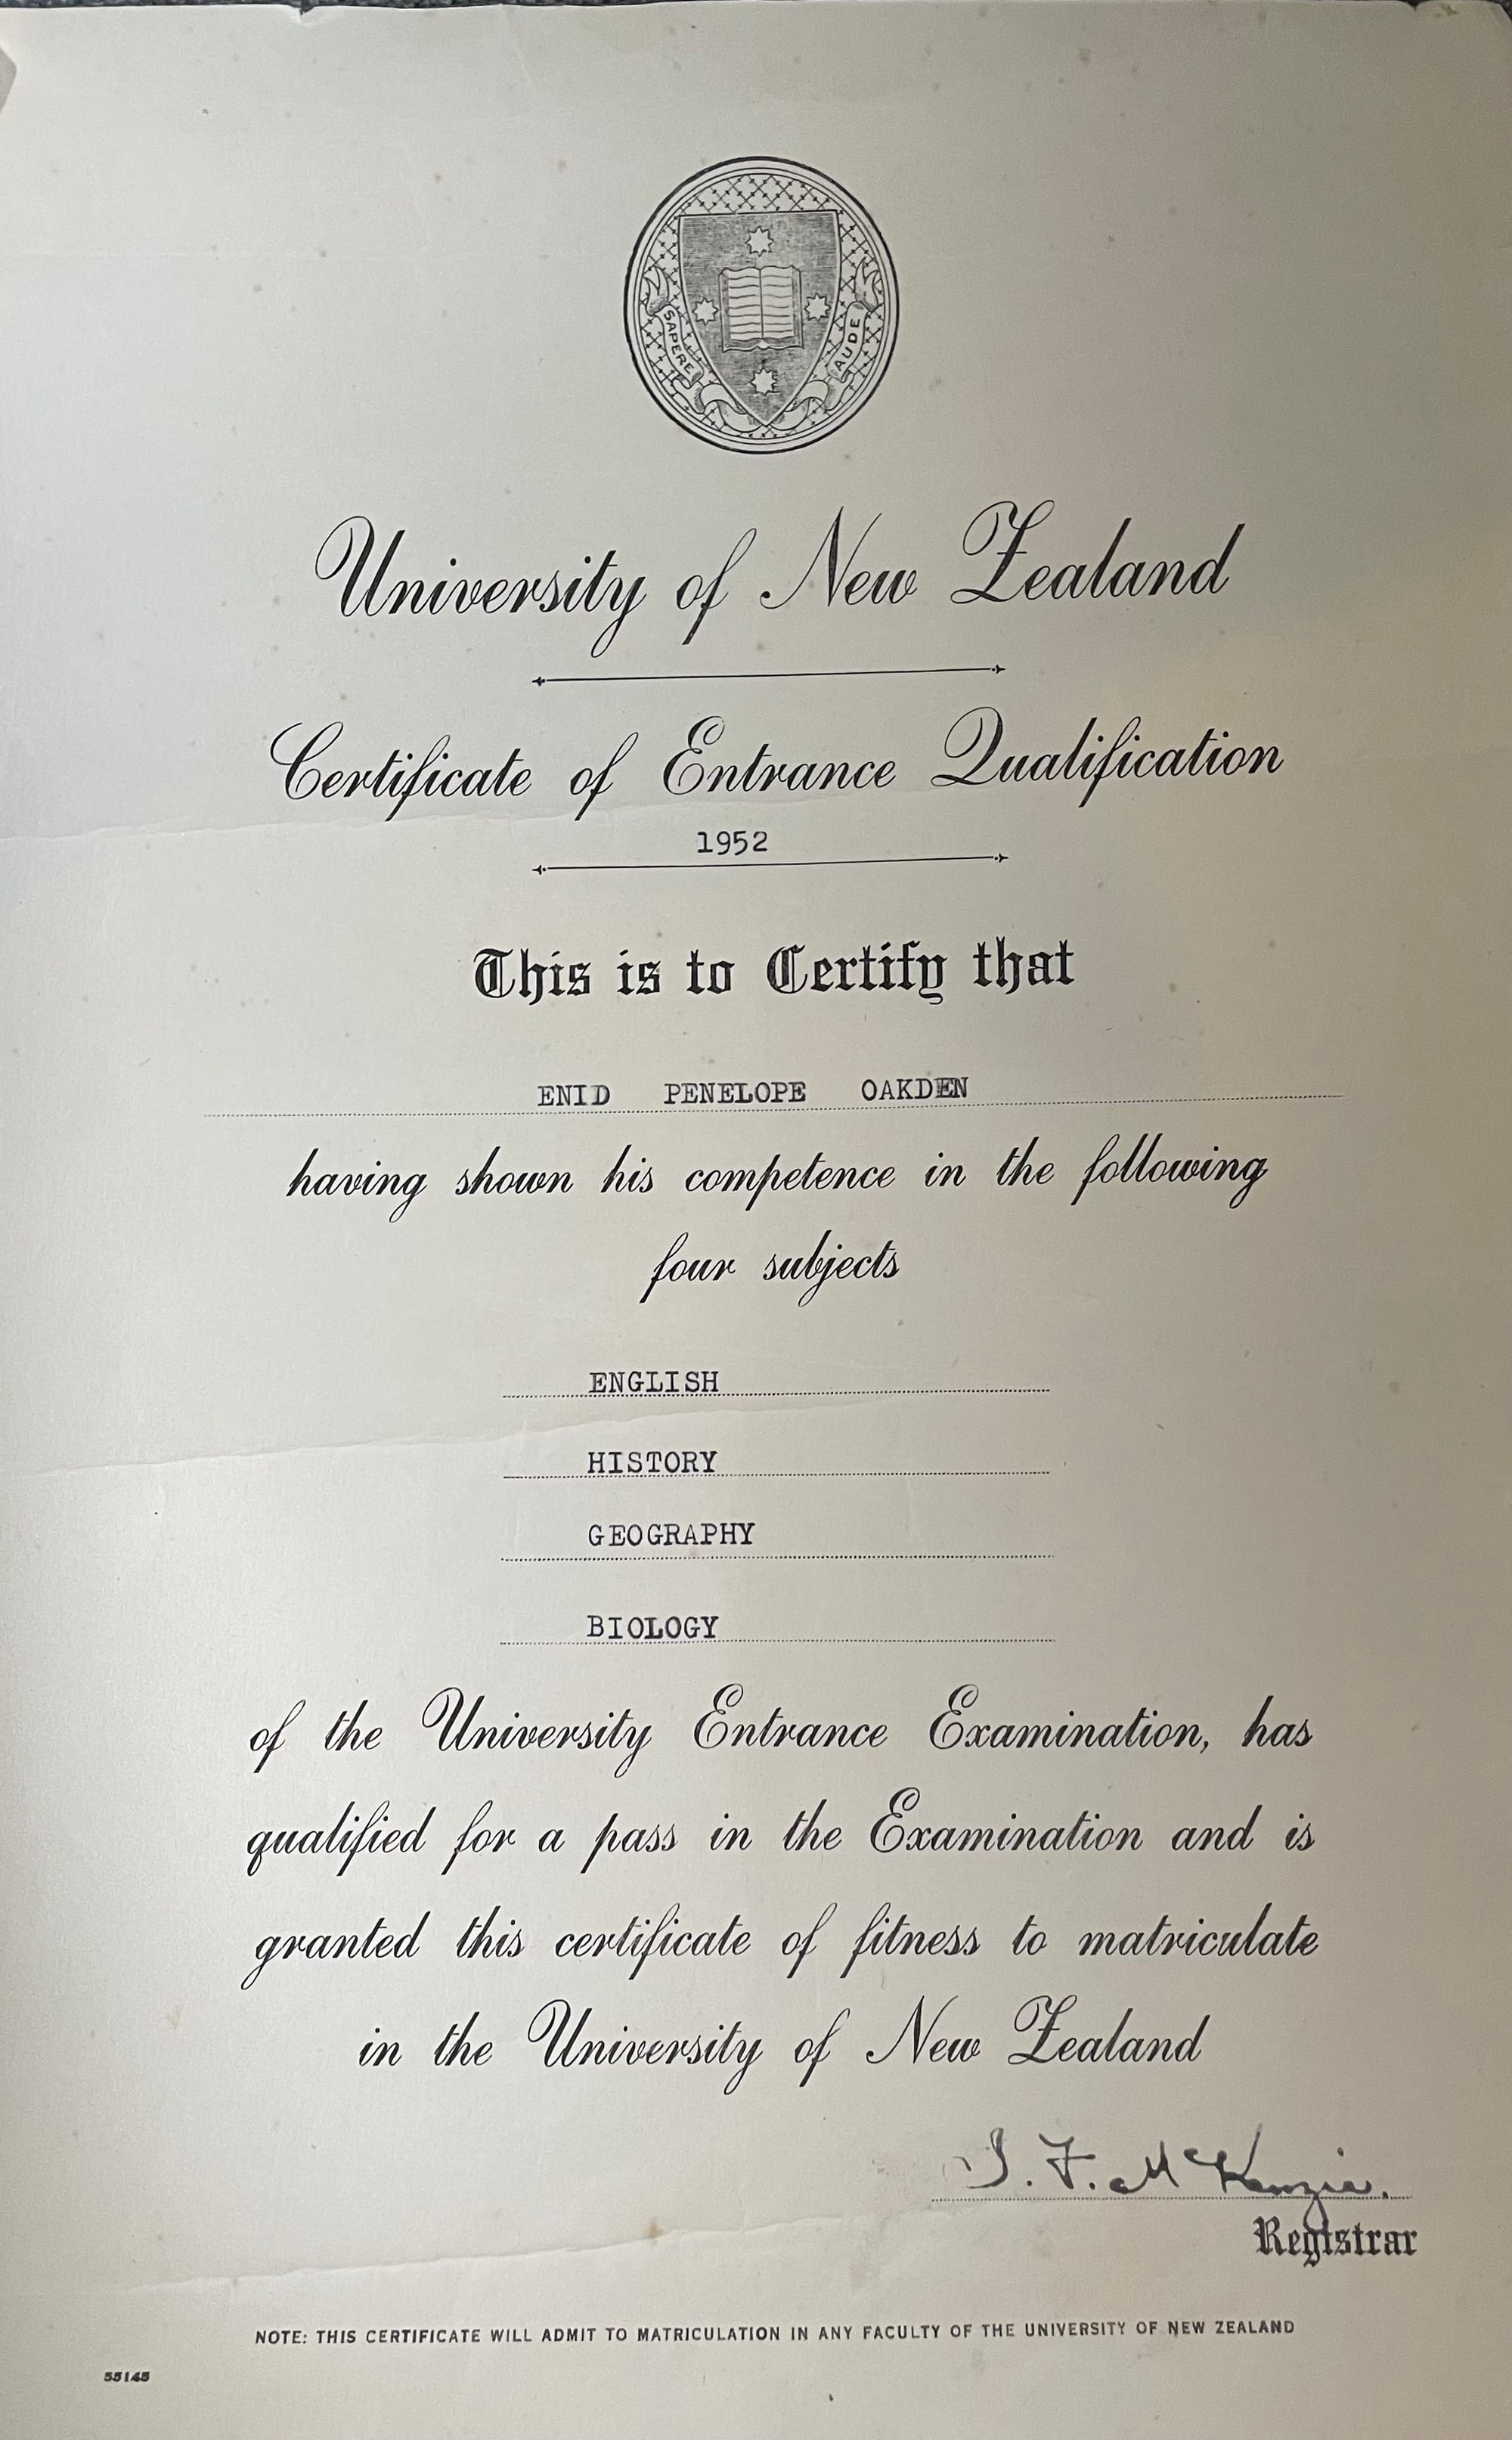 SAPERE AUDE
University of New Zealand
Certificate of Entrance Qualification
1952
This is to Certify that
ENID PENELOPE OAKDEN
having shown his competence in the following
four subjects
ENGLISH
HISTORY
GEOGRAPHY
BIOLOGY
of the University Entrance Examination, has
qualified for a pass in the Examination and is
granted this certificate of fitness to matriculate
in the University of New Zealand
I. F. McKenzie.
Registrar
NOTE: THIS CERTIFICATE WILL ADMIT TO MATRICULATION IN ANY FACULTY OF THE UNIVERSITY OF NEW ZEALAND
55145